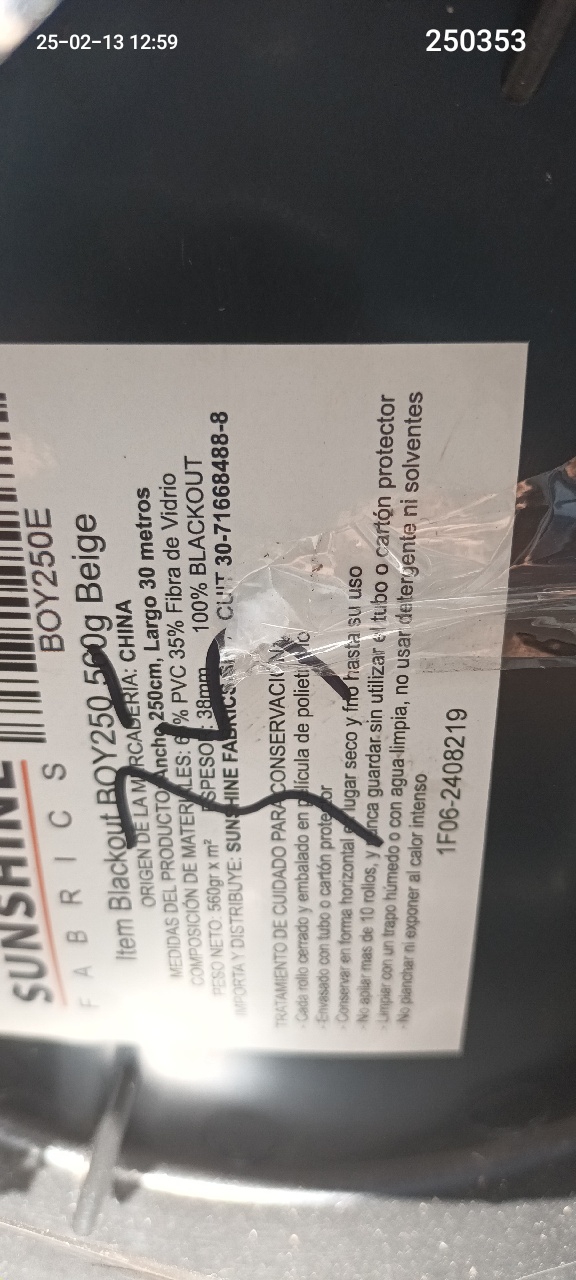 25-02-13 12:59
250353
SUNSHINE
FABRICS
BOY250E
Item Blackout BOY250 560g Beige
ORIGEN DE LA MERCADERIA: CHINA
MEDIDAS DEL PRODUCTO: Ancho 250cm, Largo 30 metros
COMPOSICIÓN DE MATERIALES: % PVC 35% Fibra de Vidrio
PESO NETO: 560gr x m² ESPESOR: 38mm 100% BLACKOUT
IMPORTA Y DISTRIBUYE: SUNSHINE FABRICS CUIT 30-71668488-8
TRATAMIENTO DE CUIDADO PARA CONSERVACION
-Cada rollo cerrado y embalado en película de polietileno
-Envasado con tubo o cartón protector
-Conservar en forma horizontal lugar seco y frio hasta su uso
-No apilar mas de 10 rollos, y nunca guardar sin utilizar el tubo o cartón protector
-Limpiar con un trapo húmedo o con agua limpia, no usar detergente ni solventes
-No planchar ni exponer al calor intenso
1F06-2408219